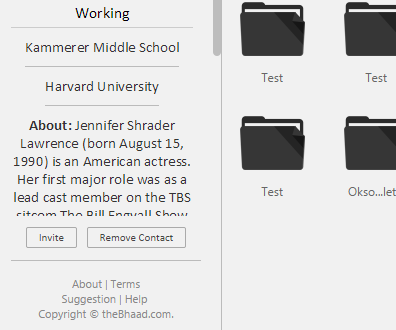 Working
Kammerer Middle School
Harvard University
About: Jennifer Shrader
Lawrence (born August 15,
1990) is an American actress.
Her first major role was as a
lead cast member on the TBS
sitcom The Bill Engvall Show
Invite Remove Contact
About | Terms
Suggestion | Help
Copyright © theBhaad.com.
Test Test
Test Okso...let